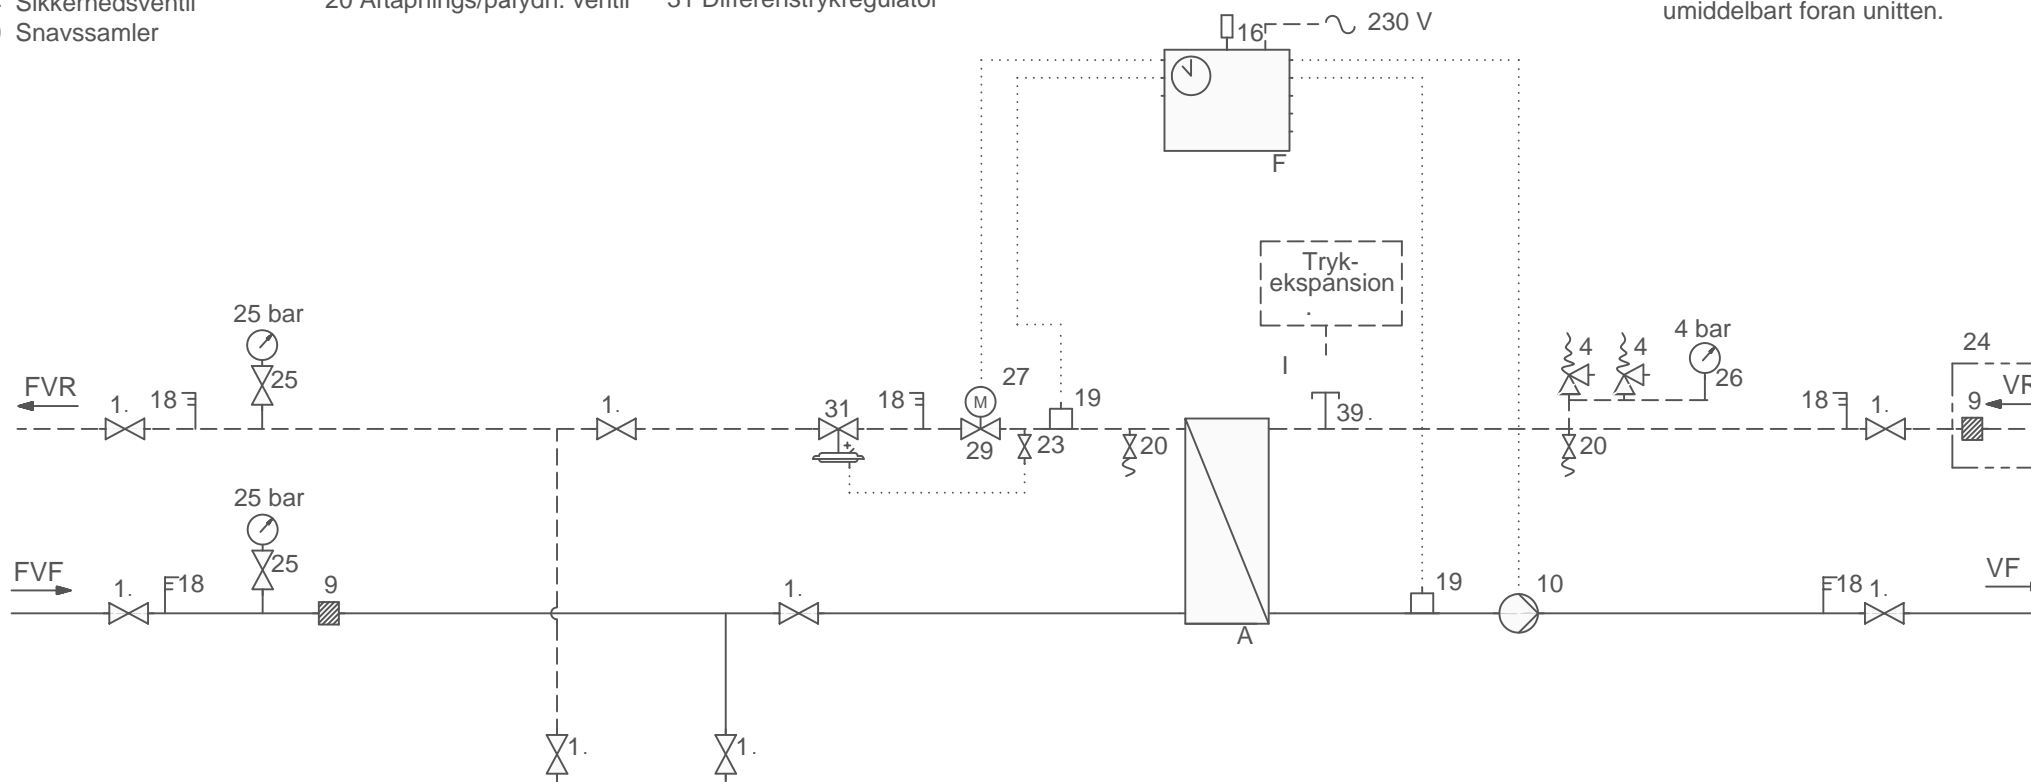 Sikkerhedsventil
Snavssamler
20 Aftapnings/påfydn. ventil
31 Differenstrykregulator
umiddelbart foran unitten.
16
230 V
F
Tryk-
ekspansion
.
I
25 bar
25
FVR
1.
18
1.
31
18
M
27
29
23
19
20
39.
4
4
4 bar
26
20
18
1.
24
9
VR
25 bar
25
FVF
1.
18
9
1.
A
19
10
18
1.
VF
1.
1.